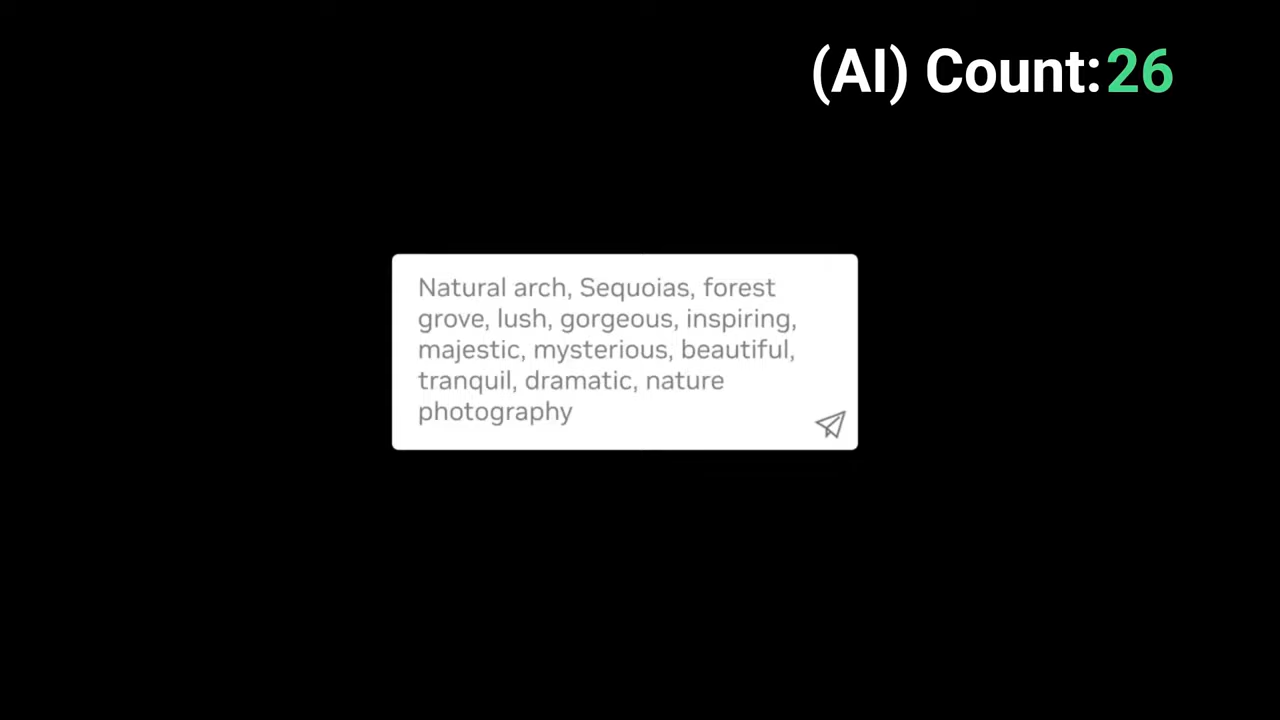 (AI) Count:26
Natural arch, Sequoias, forest
grove, lush, gorgeous, inspiring,
majestic, mysterious, beautiful,
tranquil, dramatic, nature
photography